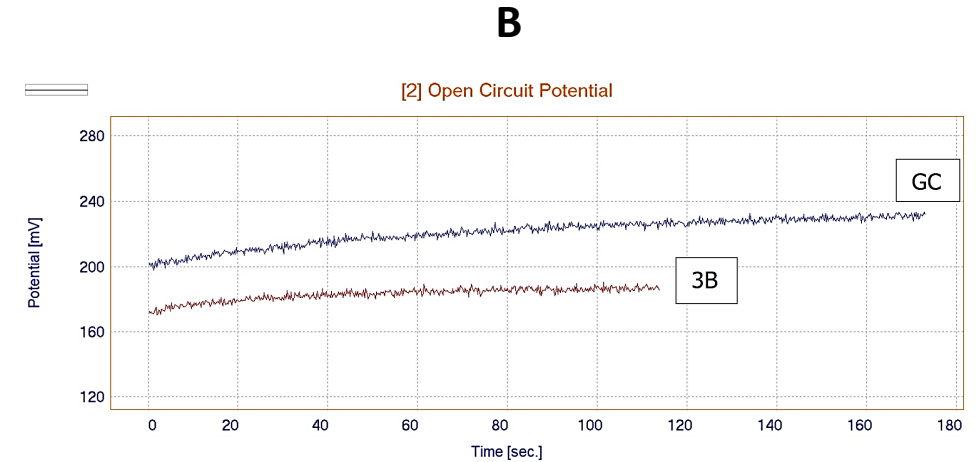 B
[2] Open Circuit Potential
280
240
200
160
120
Potential [mV]
GC
3B
0 20 40 60 80 100 120 140 160 180
Time [sec.]